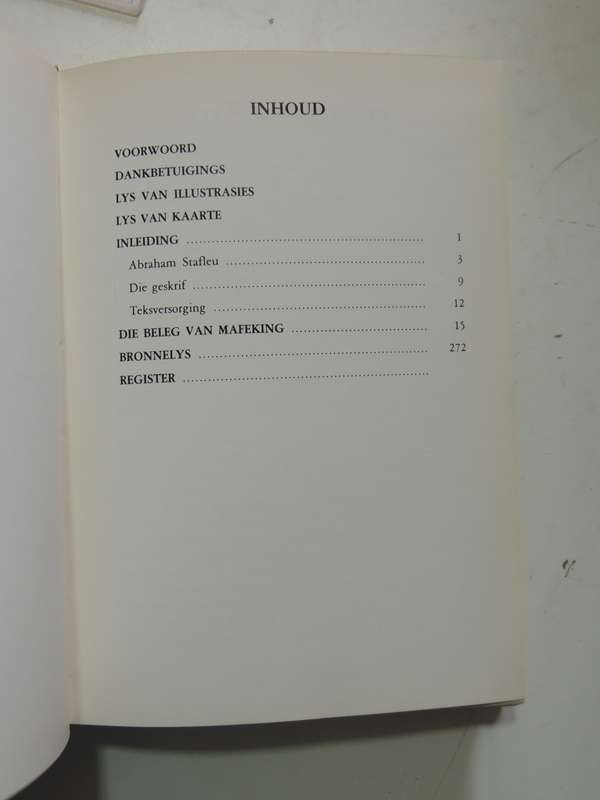 INHOUD
VOORWOORD
DANKBETUIGINGS
LYS VAN ILLUSTRASIES
LYS VAN KAARTE
INLEIDING ........................................................ 1
Abraham Stafleu ................................................ 3
Die geskrif ........................................................ 9
Teksversorging .................................................. 12
DIE BELEG VAN MAFEKING ................................. 15
BRONNELYS ....................................................... 272
REGISTER ...........................................................